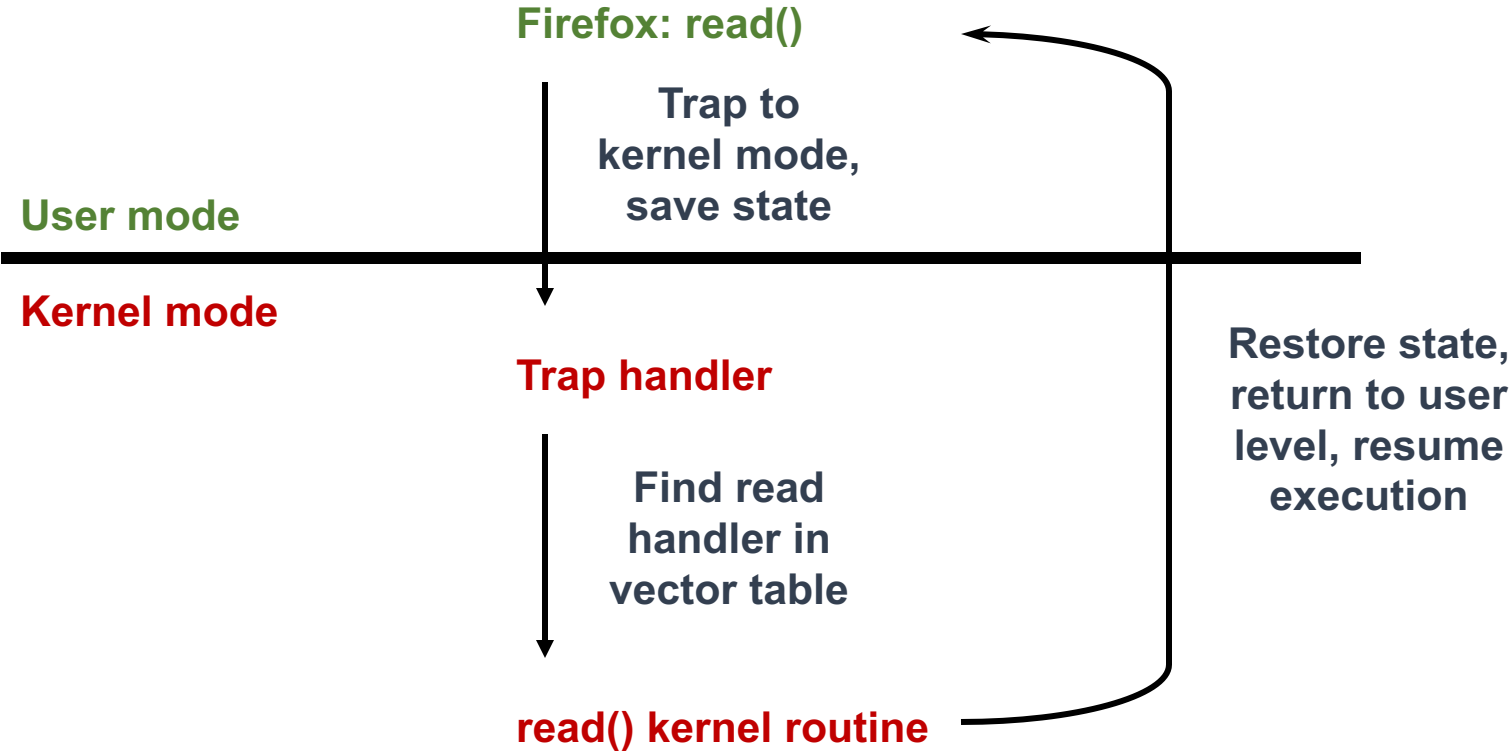 Firefox: read()
Trap to
kernel mode,
save state
User mode
Kernel mode
Trap handler
Restore state,
return to user
level, resume
execution
Find read
handler in
vector table
read() kernel routine